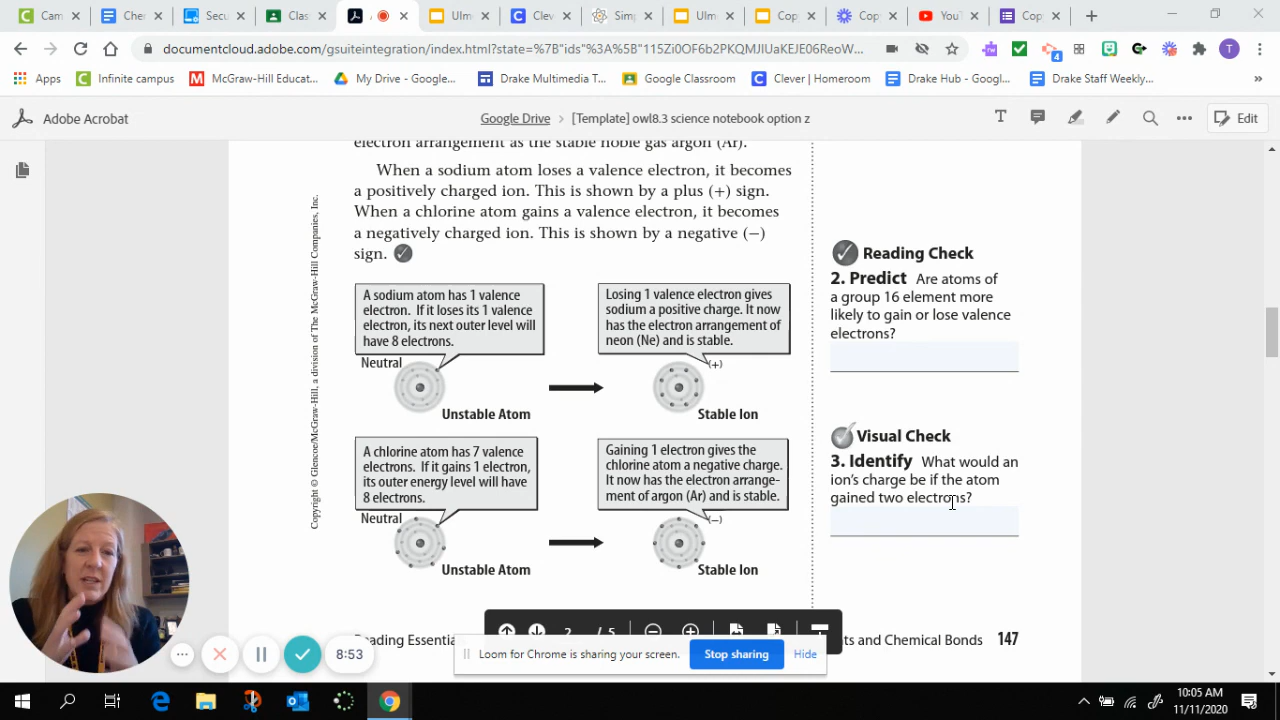 Cam
Cher
Secu
Clas
A
Ulm
Clev
Sim
Ulm
Cop
Cop
You
Cop
documentcloud.adobe.com/gsuiteintegration/index.html?state=%7B"ids"%3A%5B"115Zi0OF6b2PKQMJIUaKEJE06ReoW...
4
T
Apps
Infinite campus
McGraw-Hill Educat...
My Drive - Google...
Drake Multimedia T...
Google Classroom
Clever | Homeroom
Drake Hub - Googl...
Drake Staff Weekly...
»
Adobe Acrobat
Google Drive > [Template] owl8.3 science notebook option z
Edit
electron arrangement as the stable noble gas argon (Ar).
When a sodium atom loses a valence electron, it becomes
a positively charged ion. This is shown by a plus (+) sign.
When a chlorine atom gains a valence electron, it becomes
a negatively charged ion. This is shown by a negative (−)
sign.
A sodium atom has 1 valence
electron. If it loses its 1 valence
electron, its next outer level will
have 8 electrons.
Neutral
Unstable Atom
Losing 1 valence electron gives
sodium a positive charge. It now
has the electron arrangement of
neon (Ne) and is stable.
(+)
Stable Ion
A chlorine atom has 7 valence
electrons. If it gains 1 electron,
its outer energy level will have
8 electrons.
Neutral
Unstable Atom
Gaining 1 electron gives the
chlorine atom a negative charge.
It now has the electron arrange-
ment of argon (Ar) and is stable.
(−)
Stable Ion
Copyright © Glencoe/McGraw-Hill, a division of The McGraw-Hill Companies, Inc.
Reading Check
2. Predict Are atoms of
a group 16 element more
likely to gain or lose valence
electrons?
Visual Check
3. Identify What would an
ion's charge be if the atom
gained two electrons?
2 / 5
Reading Essentia
ts and Chemical Bonds 147
8:53
Loom for Chrome is sharing your screen.
Stop sharing
Hide
10:05 AM
11/11/2020